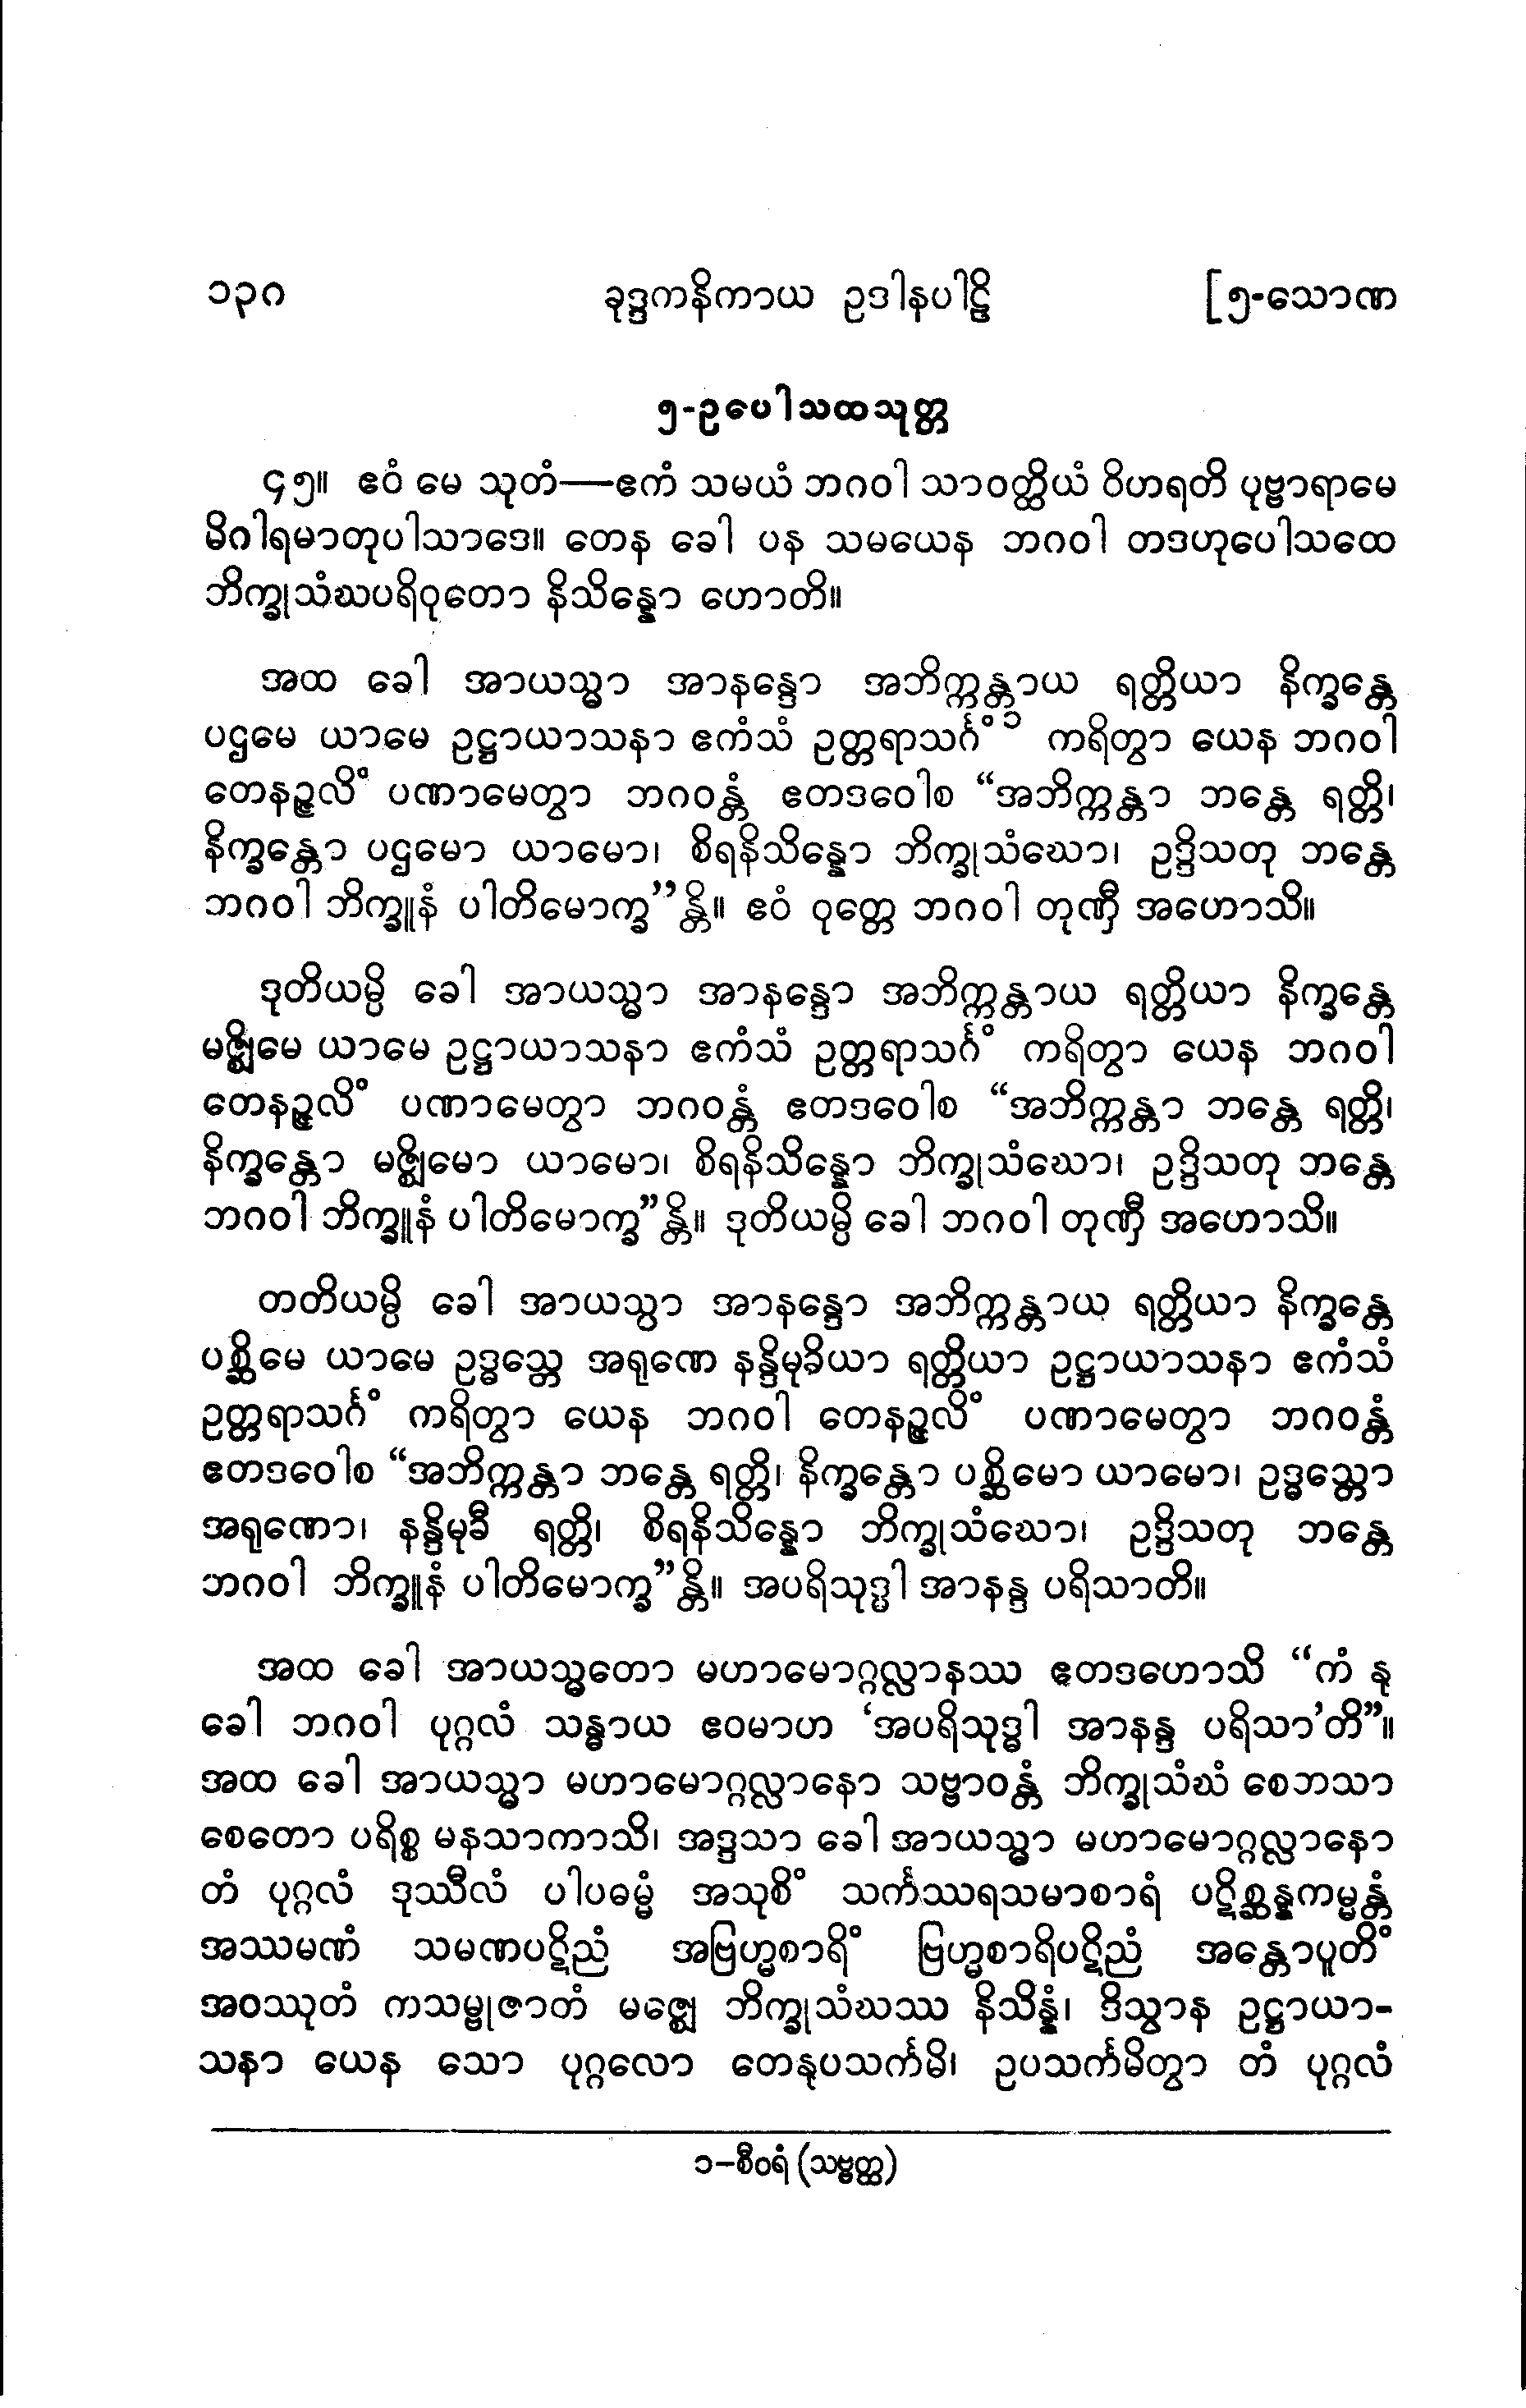 ၁၃၈ ခုဒ္ဒကနိကာယ ဥဒါနပါဠိ [၅-သောဏ
၅-ဥပေါသထသုတ္တ
၄၅။ ဧဝံ မေ သုတံ—ဧကံ သမယံ ဘဂဝါ သာဝတ္ထိယံ ဝိဟရတိ ပုဗ္ဗာရာမေ
မိဂါရမာတုပါသာဒေ။ တေန ခေါ ပန သမယေန ဘဂဝါ တဒဟုပေါသထေ
ဘိက္ခုသံဃပရိဝုတော နိသိန္နော ဟောတိ။
အထ ခေါ အာယသ္မာ အာနန္ဒော အဘိက္ကန္တာယ ရတ္တိယာ နိက္ခန္တေ
ပဌမေ ယာမေ ဥဋ္ဌာယာသနာ ဧကံသံ ဥတ္တရာသင်္ဂံ ၁ ကရိတွာ ယေန ဘဂဝါ
တေနဉ္ဇလိံ ပဏာမေတွာ ဘဂဝန္တံ ဧတဒဝေါစ “အဘိက္ကန္တာ ဘန္တေ ရတ္တိ၊
နိက္ခန္တော ပဌမော ယာမော၊ စိရနိသိန္နော ဘိက္ခုသံဃော၊ ဥဒ္ဒိသတု ဘန္တေ
ဘဂဝါ ဘိက္ခူနံ ပါတိမောက္ခ”န္တိ။ ဧဝံ ဝုတ္တေ ဘဂဝါ တုဏှီ အဟောသိ။
ဒုတိယမ္ပိ ခေါ အာယသ္မာ အာနန္ဒော အဘိက္ကန္တာယ ရတ္တိယာ နိက္ခန္တေ
မဇ္ဈိမေ ယာမေ ဥဋ္ဌာယာသနာ ဧကံသံ ဥတ္တရာသင်္ဂံ ကရိတွာ ယေန ဘဂဝါ
တေနဉ္ဇလိံ ပဏာမေတွာ ဘဂဝန္တံ ဧတဒဝေါစ “အဘိက္ကန္တာ ဘန္တေ ရတ္တိ၊
နိက္ခန္တော မဇ္ဈိမော ယာမော၊ စိရနိသိန္နော ဘိက္ခုသံဃော၊ ဥဒ္ဒိသတု ဘန္တေ
ဘဂဝါ ဘိက္ခူနံ ပါတိမောက္ခ”န္တိ။ ဒုတိယမ္ပိ ခေါ ဘဂဝါ တုဏှီ အဟောသိ။
တတိယမ္ပိ ခေါ အာယသ္မာ အာနန္ဒော အဘိက္ကန္တာယ ရတ္တိယာ နိက္ခန္တေ
ပစ္ဆိမေ ယာမေ ဥဒ္ဓသ္တေ အရုဏေ နန္ဒိမုခိယာ ရတ္တိယာ ဥဋ္ဌာယာသနာ ဧကံသံ
ဥတ္တရာသင်္ဂံ ကရိတွာ ယေန ဘဂဝါ တေနဉ္ဇလိံ ပဏာမေတွာ ဘဂဝန္တံ
ဧတဒဝေါစ “အဘိက္ကန္တာ ဘန္တေ ရတ္တိ၊ နိက္ခန္တော ပစ္ဆိမော ယာမော၊ ဥဒ္ဓသ္တော
အရုဏော၊ နန္ဒိမုခီ ရတ္တိ၊ စိရနိသိန္နော ဘိက္ခုသံဃော၊ ဥဒ္ဒိသတု ဘန္တေ
ဘဂဝါ ဘိက္ခူနံ ပါတိမောက္ခ”န္တိ။ အပရိသုဒ္ဓါ အာနန္ဒ ပရိသာတိ။
အထ ခေါ အာယသ္မတော မဟာမောဂ္ဂလ္လာနဿ ဧတဒဟောသိ “ကံ နု
ခေါ ဘဂဝါ ပုဂ္ဂလံ သန္ဓာယ ဧဝမာဟ ‘အပရိသုဒ္ဓါ အာနန္ဒ ပရိသာ’တိ”။
အထ ခေါ အာယသ္မာ မဟာမောဂ္ဂလ္လာနော သဗ္ဗာဝန္တံ ဘိက္ခုသံဃံ စေဘသာ
စေတော ပရိစ္စ မနသာကာသိ၊ အဒ္ဒသာ ခေါ အာယသ္မာ မဟာမောဂ္ဂလ္လာနော
တံ ပုဂ္ဂလံ ဒုဿီလံ ပါပဓမ္မံ အသုစိံ သင်္ကဿရသမာစာရံ ပဋိစ္ဆန္နကမ္မန္တံ
အဿမဏံ သမဏပဋိညံ အဗြဟ္မစာရိံ ဗြဟ္မစာရိပဋိညံ အန္တောပူတိံ
အဝဿုတံ ကသမ္ဗုဇာတံ မဇ္ဈေ ဘိက္ခုသံဃဿ နိသိန္နံ၊ ဒိသွာန ဥဋ္ဌာယာ-
သနာ ယေန သော ပုဂ္ဂလော တေနုပသင်္ကမိ၊ ဥပသင်္ကမိတွာ တံ ပုဂ္ဂလံ
၁–စီဝရံ (သဗ္ဗတ္ထ)